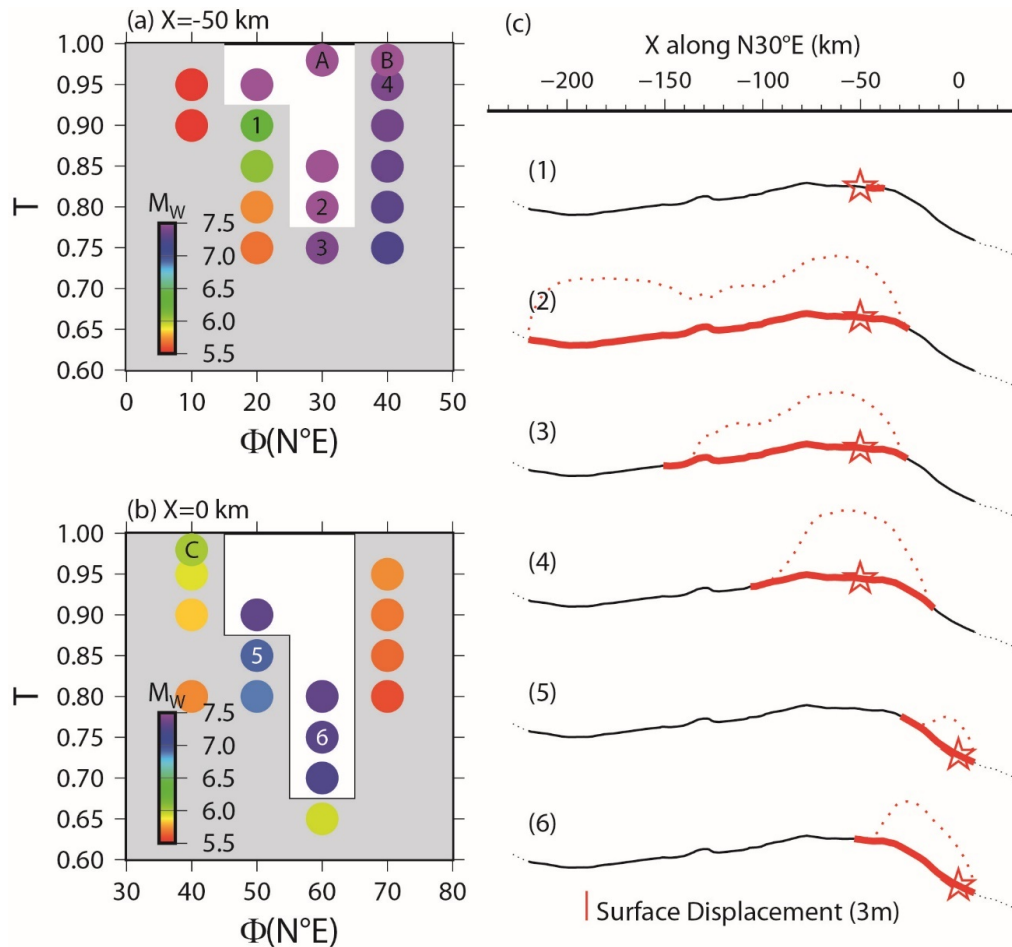 (a) X=-50 km
1.00
0.95
0.90
0.85
0.80
0.75
0.70
0.65
0.60
T
A
B
4
1
2
3
M_W
7.5
7.0
6.5
6.0
5.5
0 10 20 30 40 50
Φ(N°E)
(b) X=0 km
1.00
0.95
0.90
0.85
0.80
0.75
0.70
0.65
0.60
T
C
5
6
M_W
7.5
7.0
6.5
6.0
5.5
30 40 50 60 70 80
Φ(N°E)
(c)
X along N30°E (km)
−200 −150 −100 −50 0
(1)
(2)
(3)
(4)
(5)
(6)
Surface Displacement (3m)